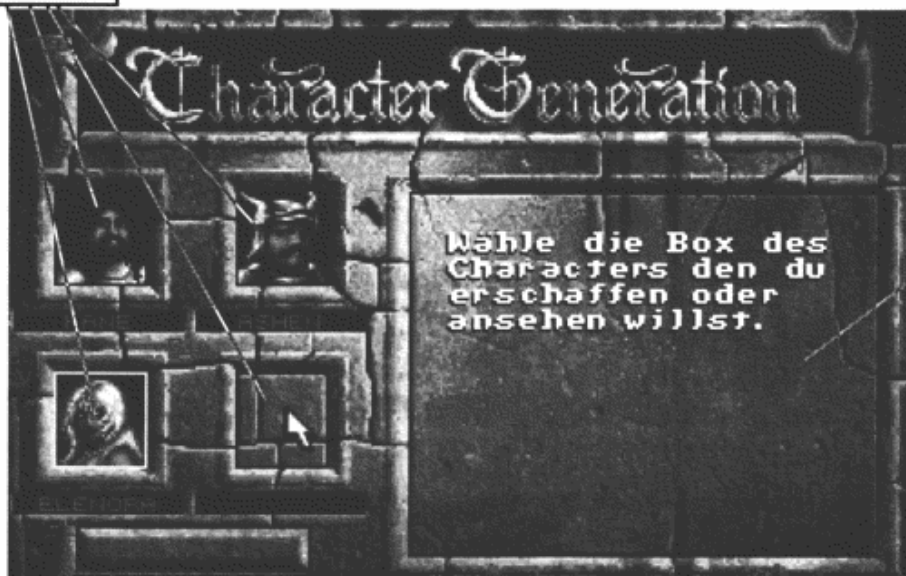 Character Generation
Wähle die Box des
Characters den du
erschaffen oder
ansehen willst.